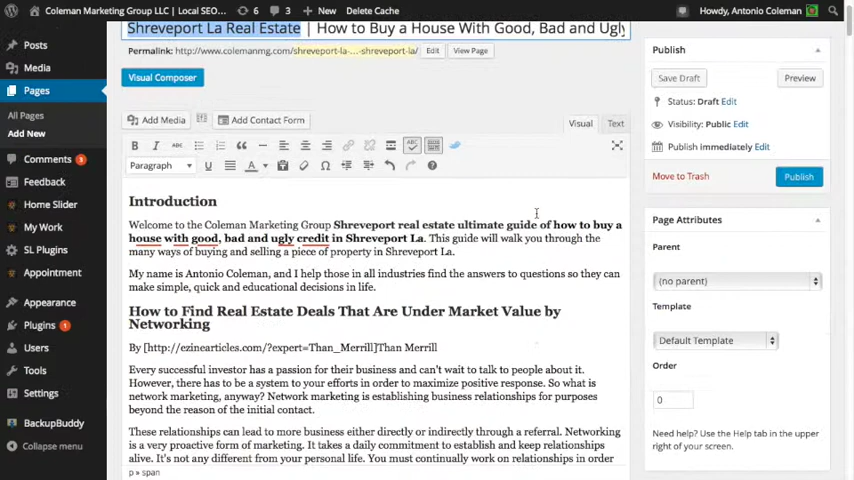 Coleman Marketing Group LLC | Local SEO... 6 3 + New Delete Cache Howdy, Antonio Coleman
Shreveport La Real Estate | How to Buy a House With Good, Bad and Ugly
Permalink: http://www.colemanmg.com/shreveport-la-...-shreveport-la/ Edit View Page
Visual Composer
Add Media Add Contact Form Visual Text
Paragraph
Introduction
Welcome to the Coleman Marketing Group Shreveport real estate ultimate guide of how to buy a
house with good, bad and ugly credit in Shreveport La. This guide will walk you through the
many ways of buying and selling a piece of property in Shreveport La.
My name is Antonio Coleman, and I help those in all industries find the answers to questions so they can
make simple, quick and educational decisions in life.
How to Find Real Estate Deals That Are Under Market Value by
Networking
By [http://ezinearticles.com/?expert=Than_Merrill]Than Merrill
Every successful investor has a passion for their business and can't wait to talk to people about it.
However, there has to be a system to your efforts in order to maximize positive response. So what is
network marketing, anyway? Network marketing is establishing business relationships for purposes
beyond the reason of the initial contact.
These relationships can lead to more business either directly or indirectly through a referral. Networking
is a very proactive form of marketing. It takes a daily commitment to establish and keep relationships
alive. It's not any different from your personal life. You must continually work on relationships in order
p » span
Posts
Media
Pages
All Pages
Add New
Comments 3
Feedback
Home Slider
My Work
SL Plugins
Appointment
Appearance
Plugins 1
Users
Tools
Settings
BackupBuddy
Collapse menu
Publish
Save Draft Preview
Status: Draft Edit
Visibility: Public Edit
Publish immediately Edit
Move to Trash Publish
Page Attributes
Parent
(no parent)
Template
Default Template
Order
0
Need help? Use the Help tab in the upper
right of your screen.